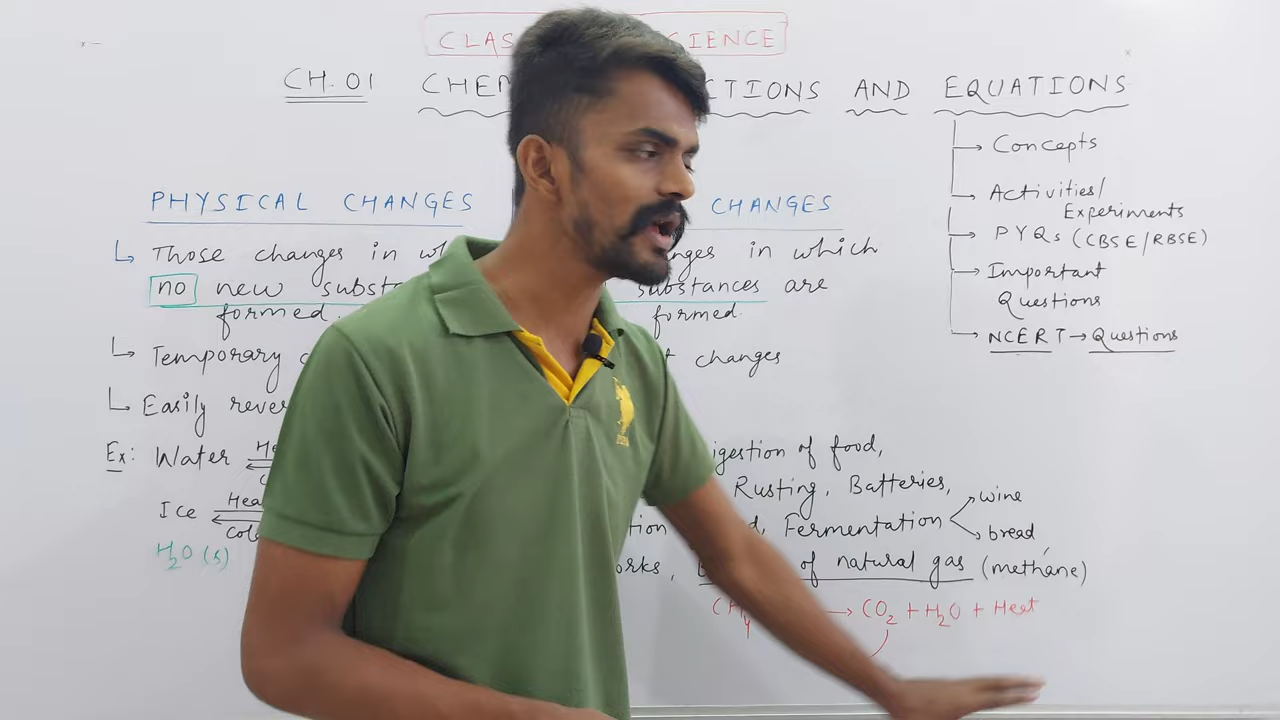 CLAS IENCE
CH.01 CHEM CTIONS AND EQUATIONS
Concepts
Activities/
Experiments
PYQs (CBSE/RBSE)
Important
Questions
NCERT → Questions
PHYSICAL CHANGES
Those changes in wh
no new subst
formed.
Temporary c
Easily rever
Ex: Water
Ice Hea
H₂O (s)
CHANGES
nges in which
substances are
formed.
changes
igestion of food,
Rusting, Batteries,
tion Fermentation wine
bread,
orks, of natural gas (methane)
CH₄ → CO₂ + H₂O + Heat